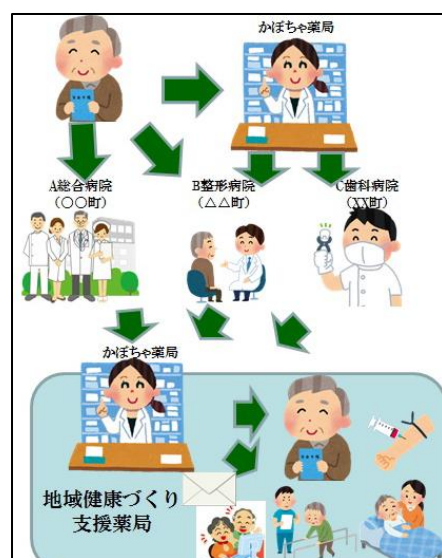 かぼちゃ薬局
A総合病院
(○○町)
B整形病院
(△△町)
C歯科病院
(XX町)
かぼちゃ薬局
地域健康づくり
支援薬局